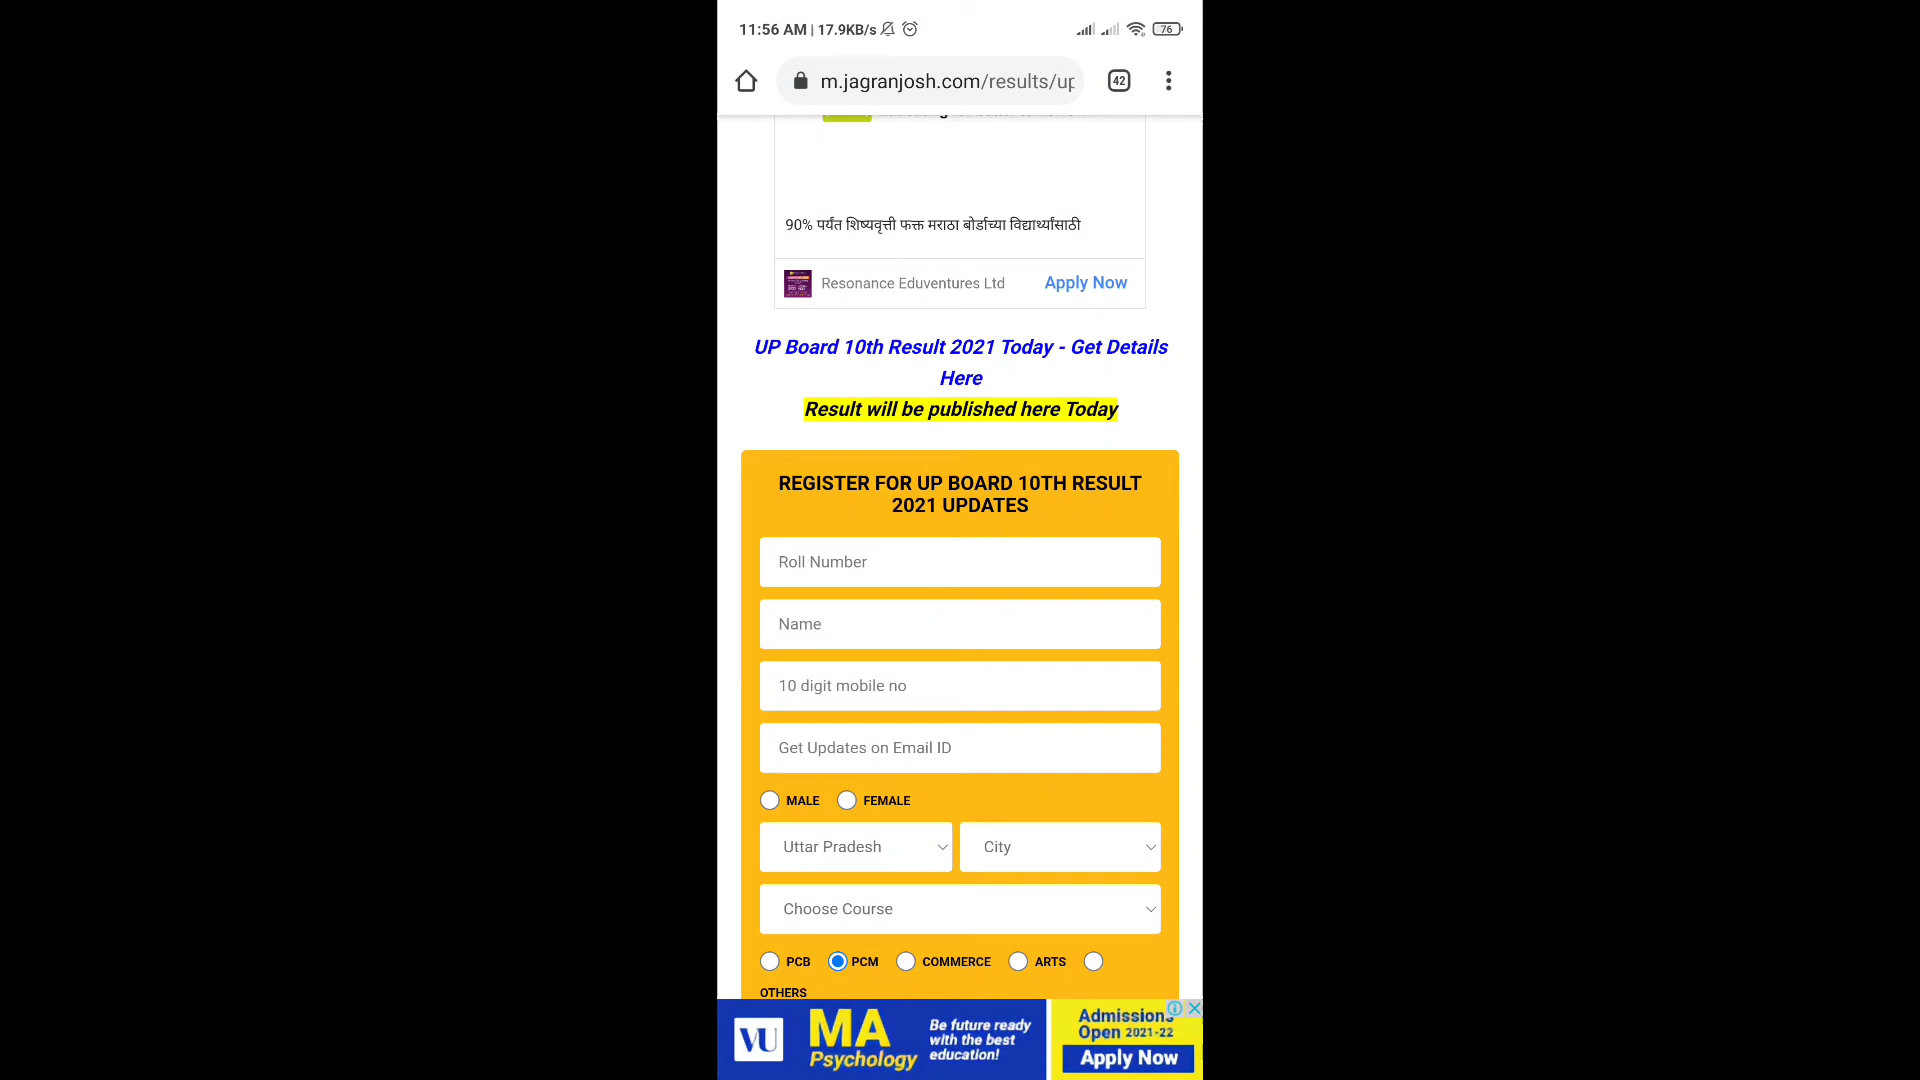 11:56 AM | 17.9KB/s
76
m.jagranjosh.com/results/up
42
90% पर्यंत शिष्यवृत्ती फक्त मराठा बोर्डाच्या विद्यार्थ्यांसाठी
Resonance Eduventures Ltd Apply Now
UP Board 10th Result 2021 Today - Get Details
Here
Result will be published here Today
REGISTER FOR UP BOARD 10TH RESULT
2021 UPDATES
Roll Number
Name
10 digit mobile no
Get Updates on Email ID
MALE FEMALE
Uttar Pradesh City
Choose Course
PCB PCM COMMERCE ARTS
OTHERS
VU
MA
Psychology
Be future ready
with the best
education!
Admissions
Open 2021-22
Apply Now